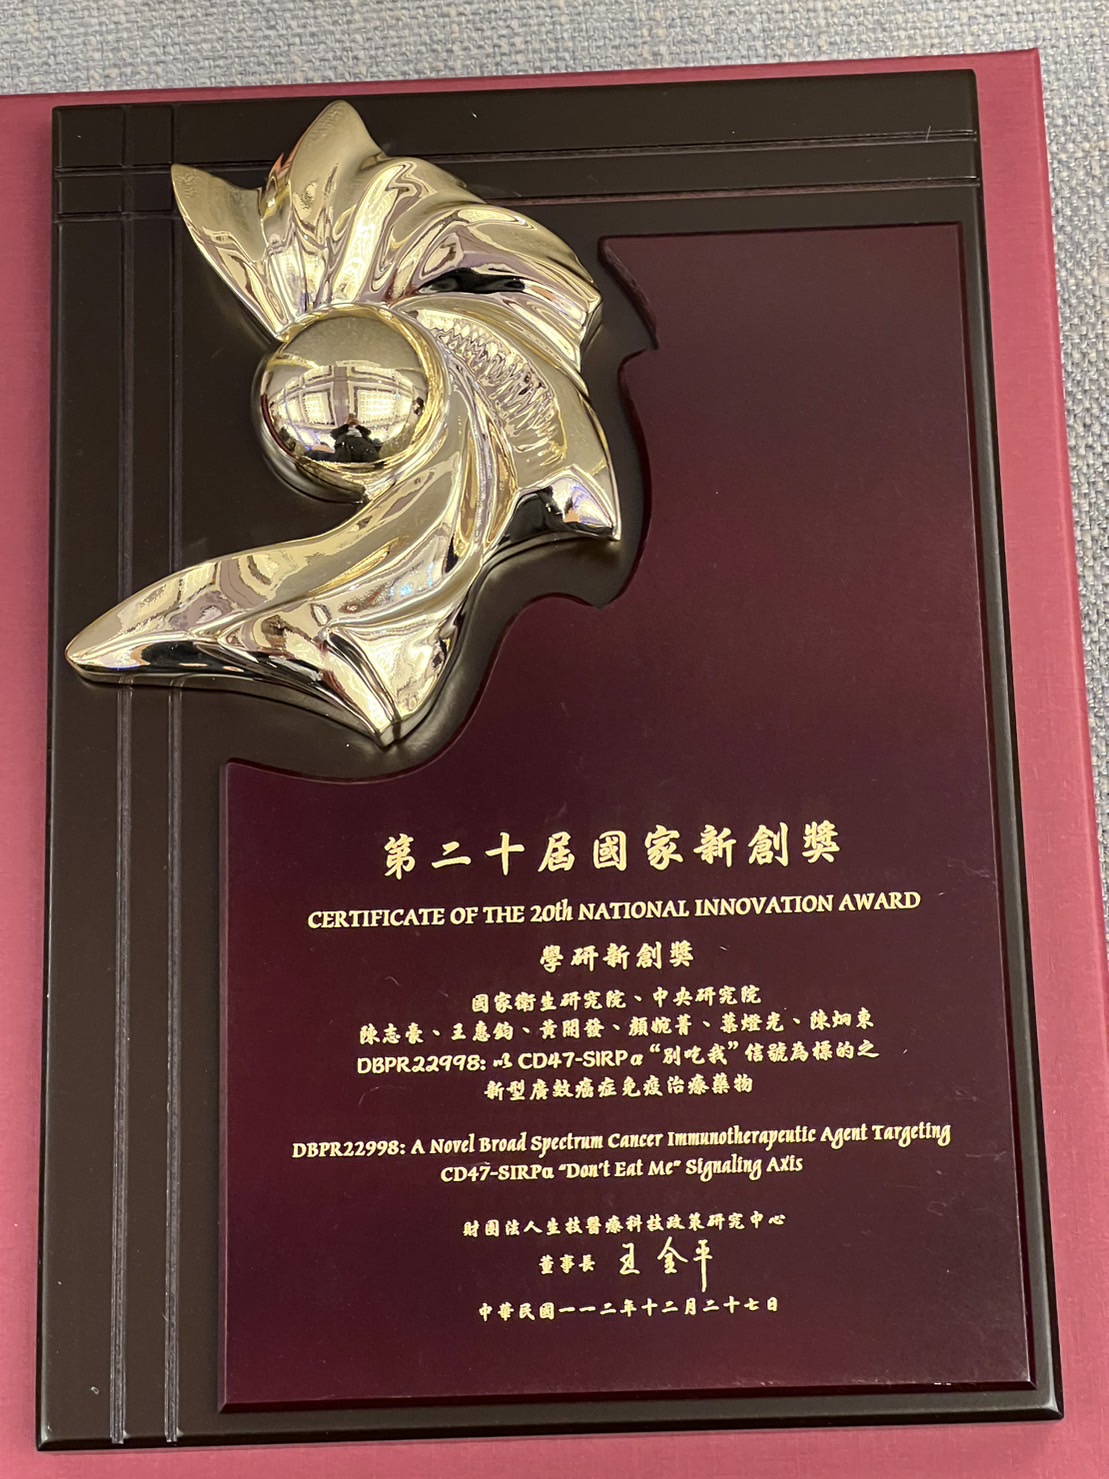 第二十屆國家新創獎
CERTIFICATE OF THE 20th NATIONAL INNOVATION AWARD
學研新創獎
國家衛生研究院、中央研究院
陳志豪、王惠鈞、黃開發、顏婉菁、葉燈光、陳炯東
DBPR22998: 以 CD47-SIRPα “別吃我” 信號為標的之
新型廣效癌症免疫治療藥物
DBPR22998: A Novel Broad Spectrum Cancer Immunotherapeutic Agent Targeting
CD47-SIRPα "Don't Eat Me" Signaling Axis
財團法人生技醫療科技政策研究中心
董事長 王金平
中華民國一一二年十二月二十七日